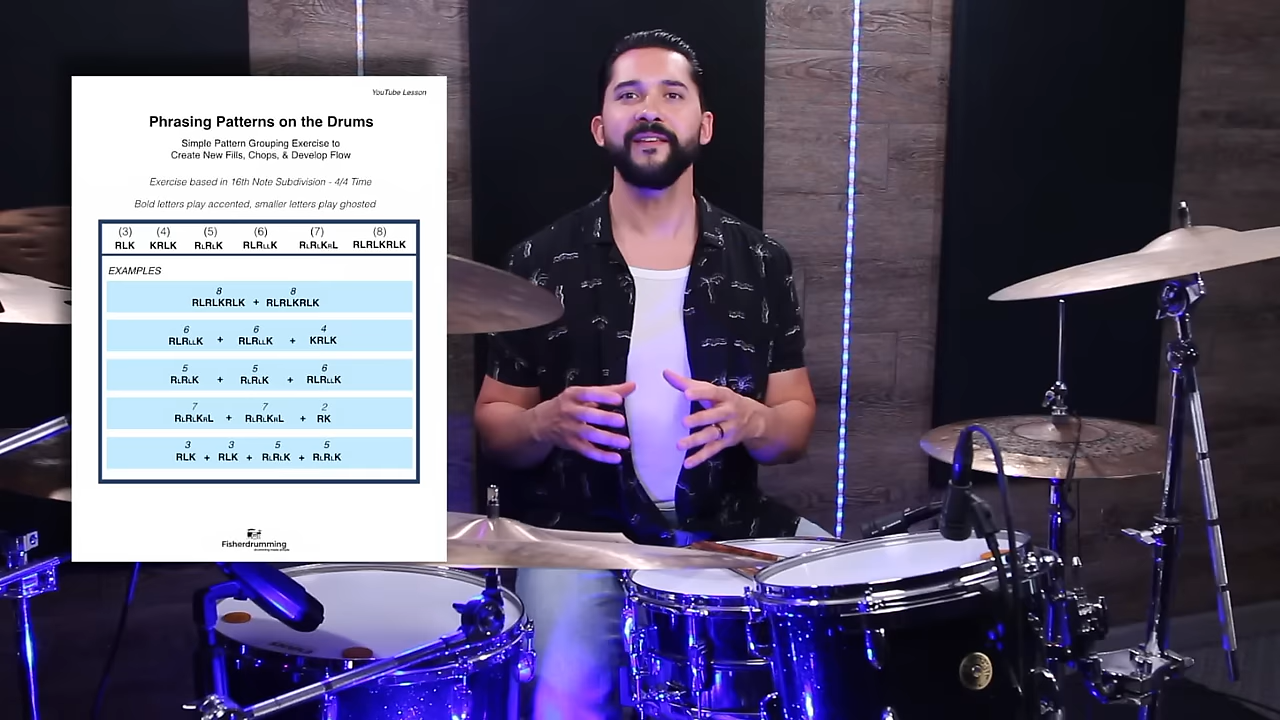 YouTube Lesson
Phrasing Patterns on the Drums
Simple Pattern Grouping Exercise to
Create New Fills, Chops, & Develop Flow
Exercise based in 16th Note Subdivision - 4/4 Time
Bold letters play accented, smaller letters play ghosted
(3) (4) (5) (6) (7) (8)
RLK KRLK RLRLK RLRLLK RLRLKRL RLRLKRLK
EXAMPLES
8 8
RLRLKRLK + RLRLKRLK
6 6 4
RLRLLK + RLRLLK + KRLK
5 5 6
RLRLK + RLRLK + RLRLLK
7 7 2
RLRLKRL + RLRLKRL + RK
3 3 5 5
RLK + RLK + RLRLK + RLRLK
Fisherdrumming